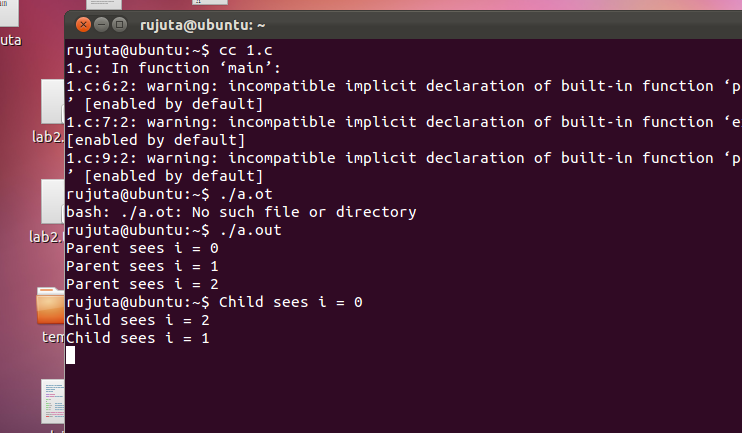 rujuta@ubuntu: ~
uta
lab2.
lab2.
tem
rujuta@ubuntu:~$ cc 1.c
1.c: In function ‘main’:
1.c:6:2: warning: incompatible implicit declaration of built-in function ‘p
’ [enabled by default]
1.c:7:2: warning: incompatible implicit declaration of built-in function ‘e
[enabled by default]
1.c:9:2: warning: incompatible implicit declaration of built-in function ‘p
’ [enabled by default]
rujuta@ubuntu:~$ ./a.ot
bash: ./a.ot: No such file or directory
rujuta@ubuntu:~$ ./a.out
Parent sees i = 0
Parent sees i = 1
Parent sees i = 2
rujuta@ubuntu:~$ Child sees i = 0
Child sees i = 2
Child sees i = 1